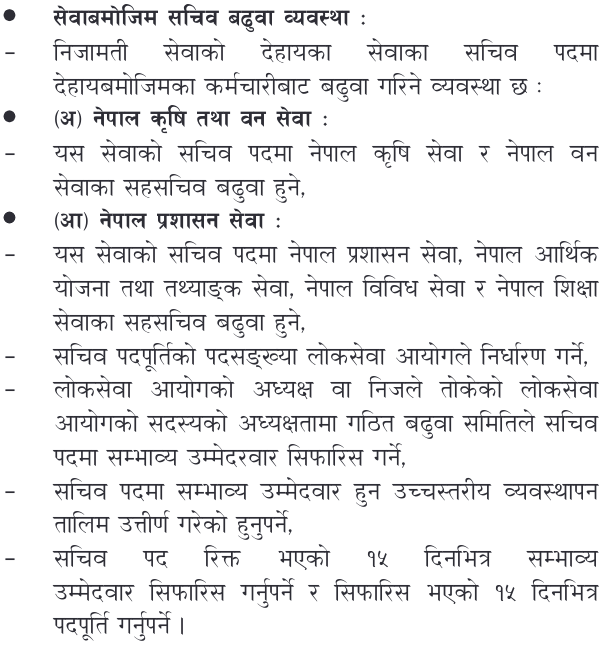 ● सेवाबमोजिम सचिव बढुवा व्यवस्था :
– निजामती सेवाको देहायका सेवाका सचिव पदमा
देहायबमोजिमका कर्मचारीबाट बढुवा गरिने व्यवस्था छ :
● (अ) नेपाल कृषि तथा वन सेवा :
– यस सेवाको सचिव पदमा नेपाल कृषि सेवा र नेपाल वन
सेवाका सहसचिव बढुवा हुने,
● (आ) नेपाल प्रशासन सेवा :
– यस सेवाको सचिव पदमा नेपाल प्रशासन सेवा, नेपाल आर्थिक
योजना तथा तथ्याङ्क सेवा, नेपाल विविध सेवा र नेपाल शिक्षा
सेवाका सहसचिव बढुवा हुने,
– सचिव पदपूर्तिको पदसङ्ख्या लोकसेवा आयोगले निर्धारण गर्ने,
– लोकसेवा आयोगको अध्यक्ष वा निजले तोकेको लोकसेवा
आयोगको सदस्यको अध्यक्षतामा गठित बढुवा समितिले सचिव
पदमा सम्भाव्य उम्मेदरवार सिफारिस गर्ने,
– सचिव पदमा सम्भाव्य उम्मेदवार हुन उच्चस्तरीय व्यवस्थापन
तालिम उत्तीर्ण गरेको हुनुपर्ने,
– सचिव पद रिक्त भएको १५ दिनभित्र सम्भाव्य
उम्मेदवार सिफारिस गर्नुपर्ने र सिफारिस भएको १५ दिनभित्र
पदपूर्ति गर्नुपर्ने ।